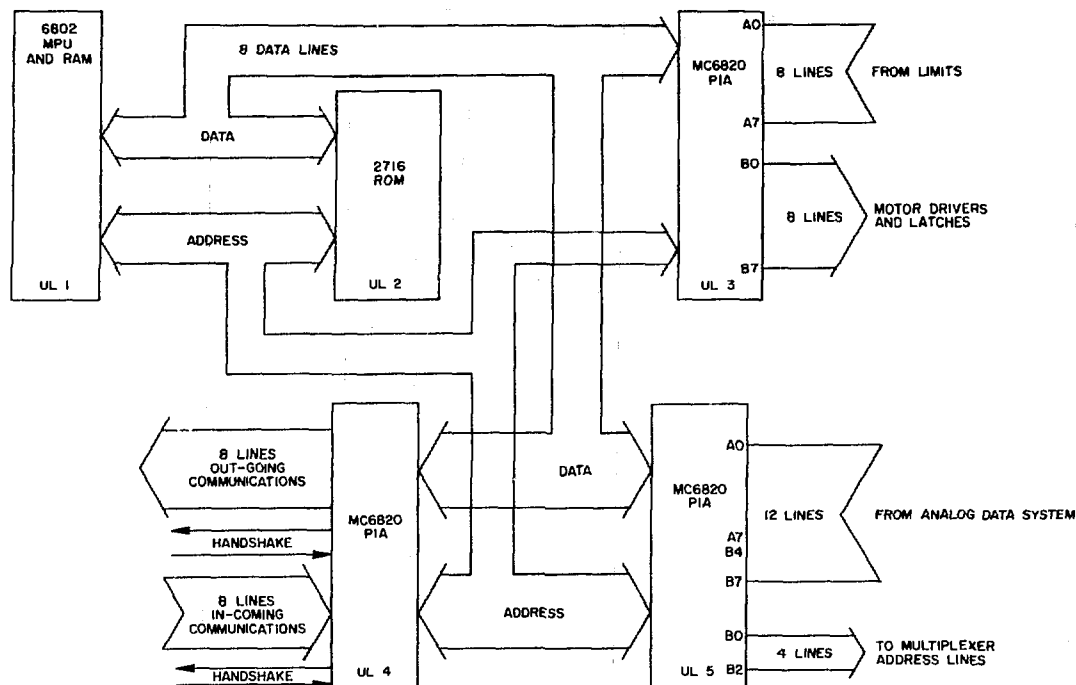 6802
MPU
AND RAM
UL 1
8 DATA LINES
DATA
ADDRESS
2716
ROM
UL 2
MC6820
PIA
UL 3
A0
8 LINES
A7
FROM LIMITS
B0
8 LINES
B7
MOTOR DRIVERS
AND LATCHES
8 LINES
OUT-GOING
COMMUNICATIONS
HANDSHAKE
8 LINES
IN-COMING
COMMUNICATIONS
HANDSHAKE
MC6820
PIA
UL 4
DATA
ADDRESS
MC6820
PIA
UL 5
A0
12 LINES
A7
B4
B7
FROM ANALOG DATA SYSTEM
B0
4 LINES
B2
TO MULTIPLEXER
ADDRESS LINES